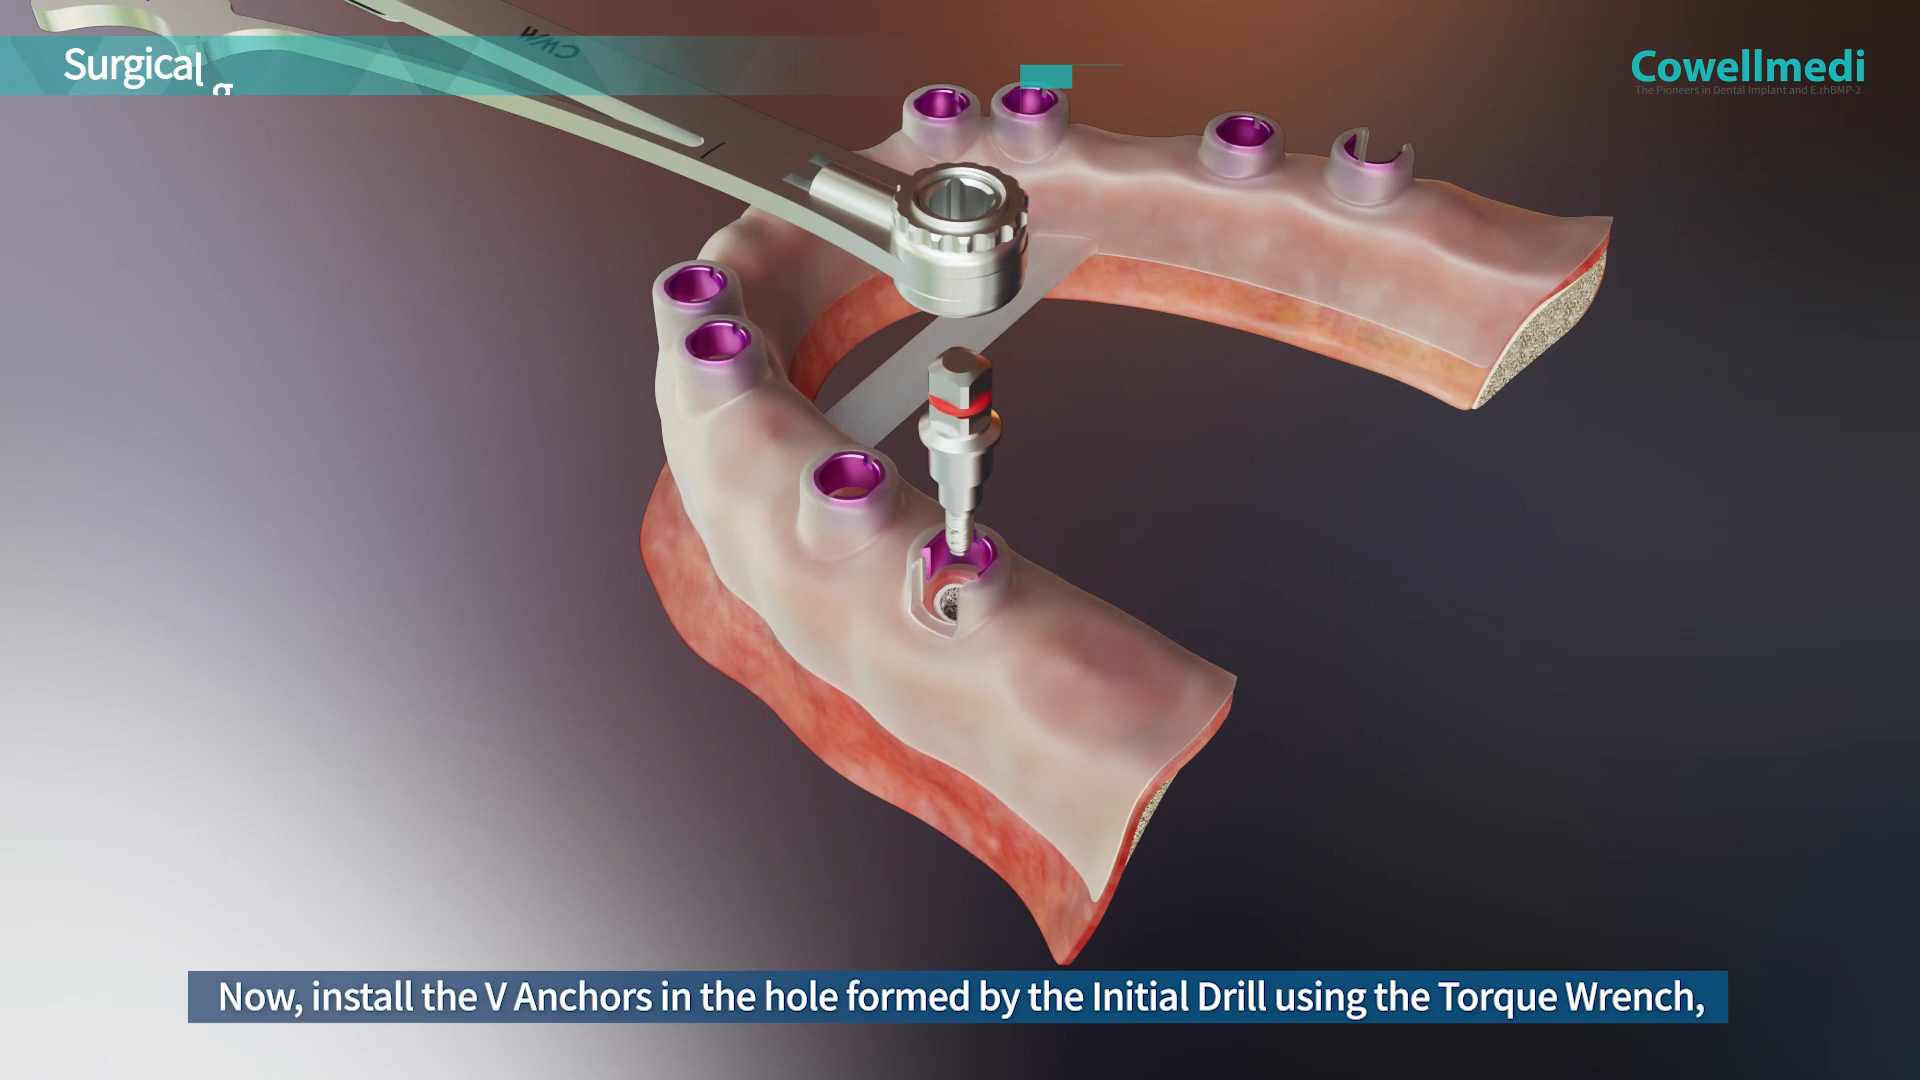 CWM
Surgical
g
Cowellmedi
The Pioneers in Dental Implant and E.rhBMP-2
Now, install the V Anchors in the hole formed by the Initial Drill using the Torque Wrench,